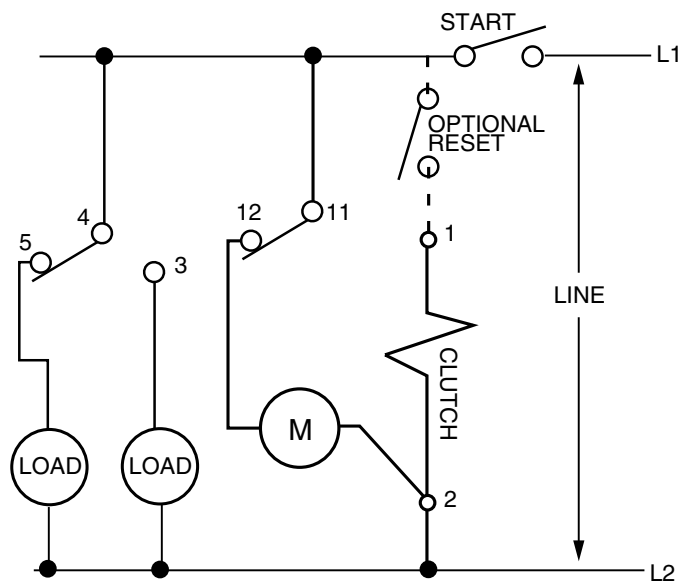 START
L1
OPTIONAL
RESET
12
11
4
5
3
1
LINE
CLUTCH
M
LOAD
LOAD
2
L2